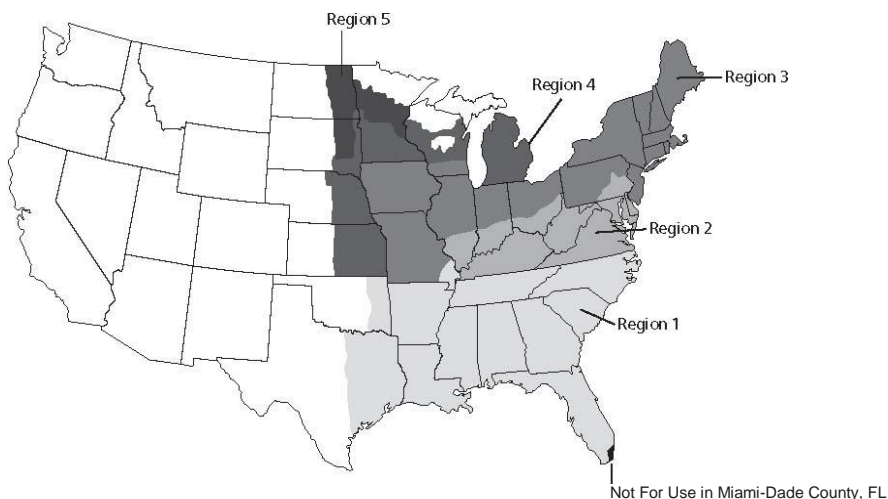 Region 5
Region 4
Region 3
Region 2
Region 1
Not For Use in Miami-Dade County, FL